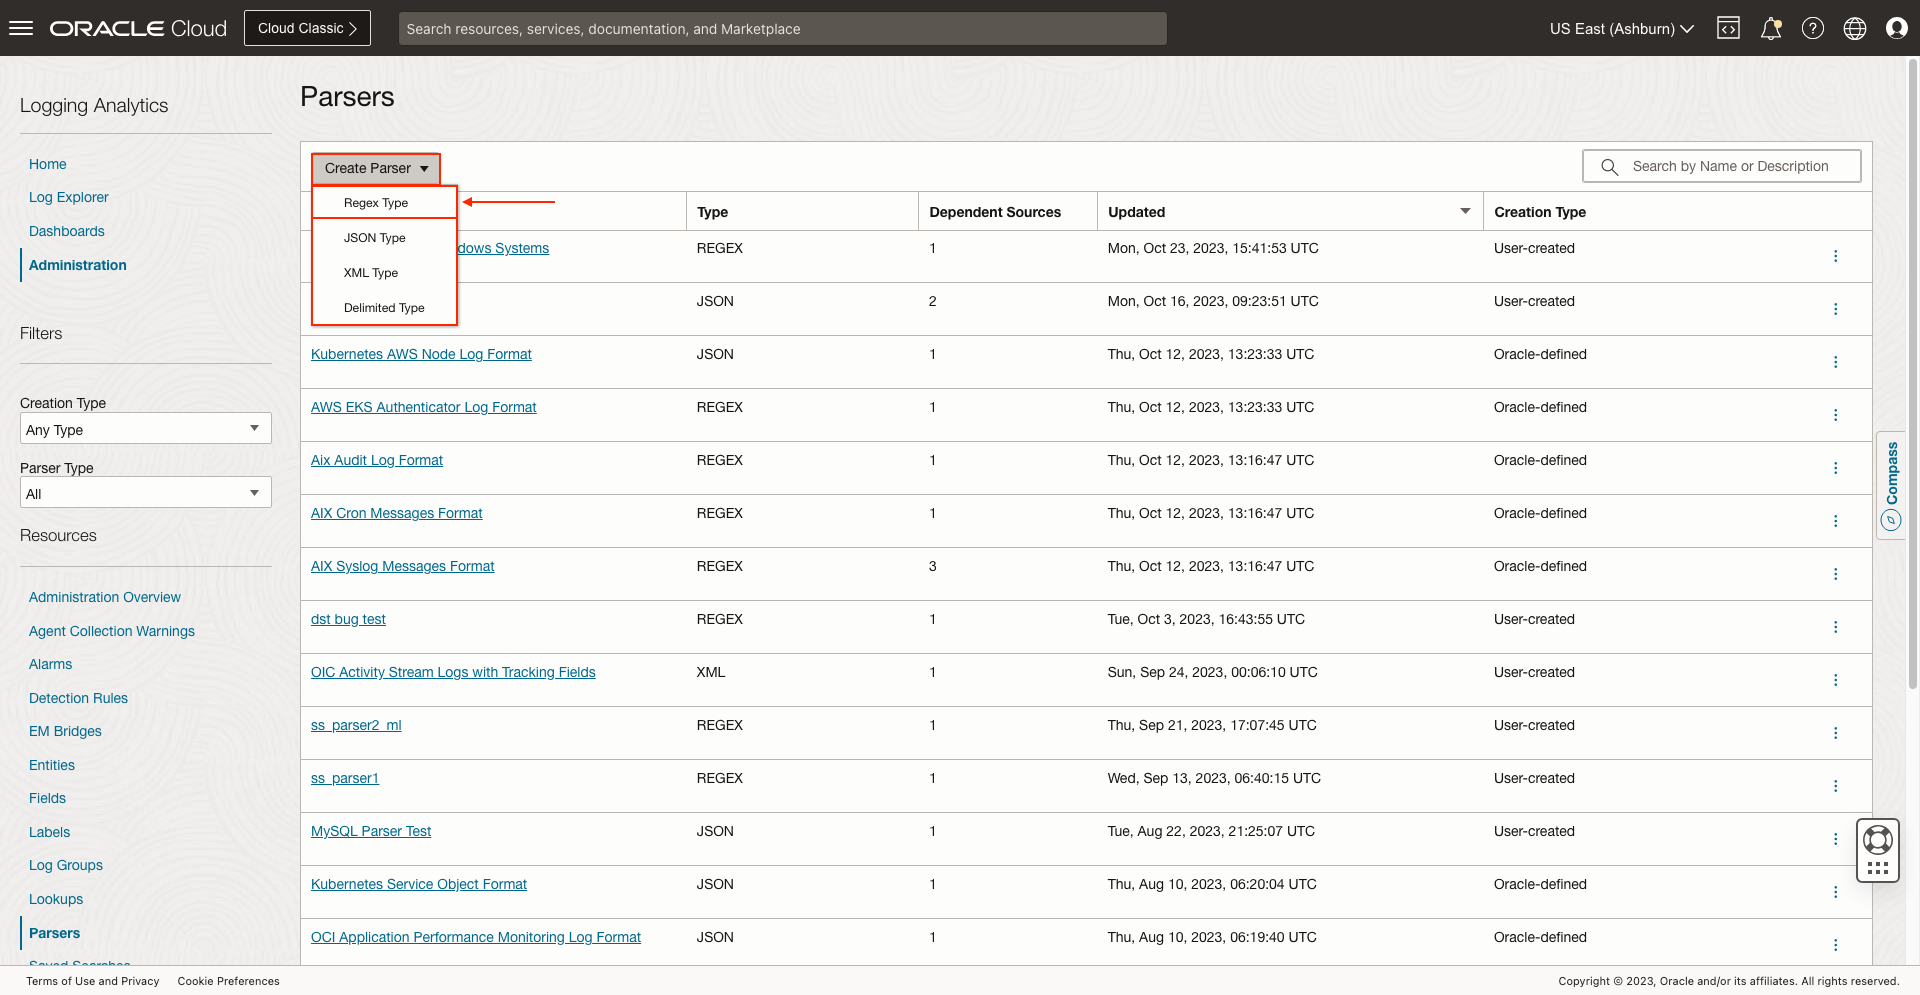 ORACLE Cloud
Cloud Classic
Search resources, services, documentation, and Marketplace
US East (Ashburn)
Logging Analytics
Home
Log Explorer
Dashboards
Administration
Filters
Creation Type
Any Type
Parser Type
All
Resources
Administration Overview
Agent Collection Warnings
Alarms
Detection Rules
EM Bridges
Entities
Fields
Labels
Log Groups
Lookups
Parsers
Saved Searches
Parsers
Create Parser
Search by Name or Description
Regex Type
JSON Type
XML Type
Delimited Type
Type Dependent Sources Updated Creation Type
dows Systems REGEX 1 Mon, Oct 23, 2023, 15:41:53 UTC User-created
JSON 2 Mon, Oct 16, 2023, 09:23:51 UTC User-created
Kubernetes AWS Node Log Format JSON 1 Thu, Oct 12, 2023, 13:23:33 UTC Oracle-defined
AWS EKS Authenticator Log Format REGEX 1 Thu, Oct 12, 2023, 13:23:33 UTC Oracle-defined
Aix Audit Log Format REGEX 1 Thu, Oct 12, 2023, 13:16:47 UTC Oracle-defined
AIX Cron Messages Format REGEX 1 Thu, Oct 12, 2023, 13:16:47 UTC Oracle-defined
AIX Syslog Messages Format REGEX 3 Thu, Oct 12, 2023, 13:16:47 UTC Oracle-defined
dst bug test REGEX 1 Tue, Oct 3, 2023, 16:43:55 UTC User-created
OIC Activity Stream Logs with Tracking Fields XML 1 Sun, Sep 24, 2023, 00:06:10 UTC User-created
ss_parser2_ml REGEX 1 Thu, Sep 21, 2023, 17:07:45 UTC User-created
ss_parser1 REGEX 1 Wed, Sep 13, 2023, 06:40:15 UTC User-created
MySQL Parser Test JSON 1 Tue, Aug 22, 2023, 21:25:07 UTC User-created
Kubernetes Service Object Format JSON 1 Thu, Aug 10, 2023, 06:20:04 UTC Oracle-defined
OCI Application Performance Monitoring Log Format JSON 1 Thu, Aug 10, 2023, 06:19:40 UTC Oracle-defined
Compass
Terms of Use and Privacy Cookie Preferences
Copyright © 2023, Oracle and/or its affiliates. All rights reserved.